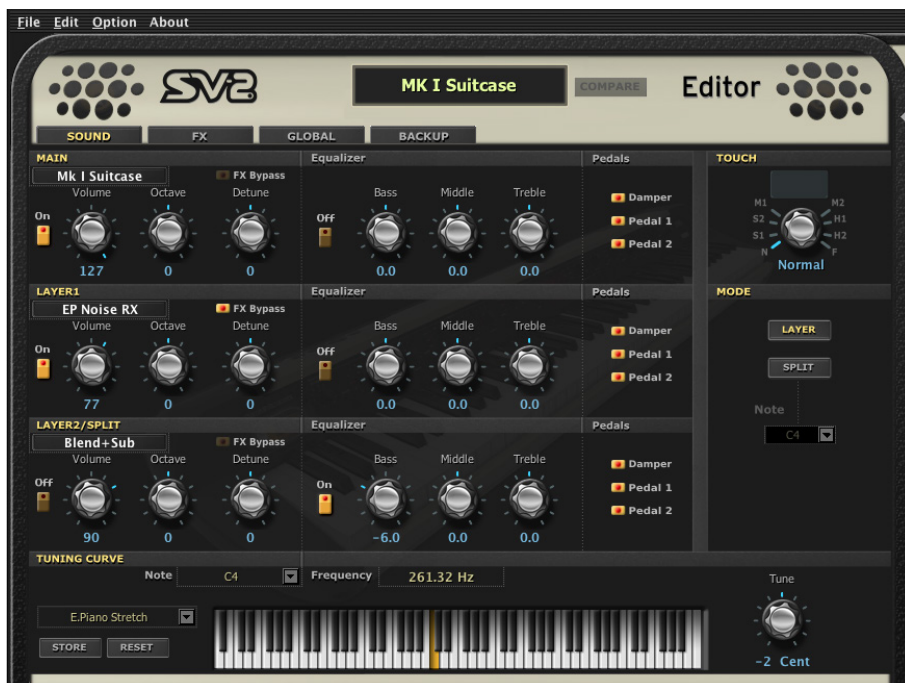 File Edit Option About
SV2
MK I Suitcase
COMPARE
Editor
SOUND FX GLOBAL BACKUP
MAIN Equalizer Pedals TOUCH
Mk I Suitcase FX Bypass
Volume Octave Detune Bass Middle Treble
On Off
Damper
Pedal 1
Pedal 2
127 0 0 0.0 0.0 0.0
M1 M2
S2 H1
S1 H2
N F
Normal
LAYER1 Equalizer Pedals MODE
EP Noise RX FX Bypass
Volume Octave Detune Bass Middle Treble
On Off
Damper
Pedal 1
Pedal 2
77 0 0 0.0 0.0 0.0
LAYER
SPLIT
Note
C4
LAYER2/SPLIT Equalizer Pedals
Blend+Sub FX Bypass
Volume Octave Detune Bass Middle Treble
Off On
Damper
Pedal 1
Pedal 2
90 0 0 -6.0 0.0 0.0
TUNING CURVE
Note C4 Frequency 261.32 Hz
E.Piano Stretch
STORE RESET
Tune
-2 Cent